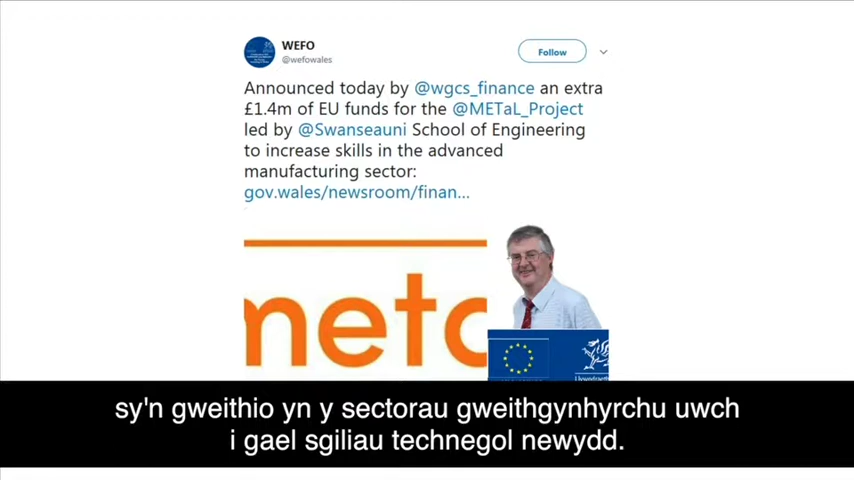 WEFO
@wefowales
Follow
Announced today by @wgcs_finance an extra
£1.4m of EU funds for the @METaL_Project
led by @Swanseauni School of Engineering
to increase skills in the advanced
manufacturing sector:
gov.wales/newsroom/finan...
meta
sy'n gweithio yn y sectorau gweithgynhyrchu uwch
i gael sgiliau technegol newydd.